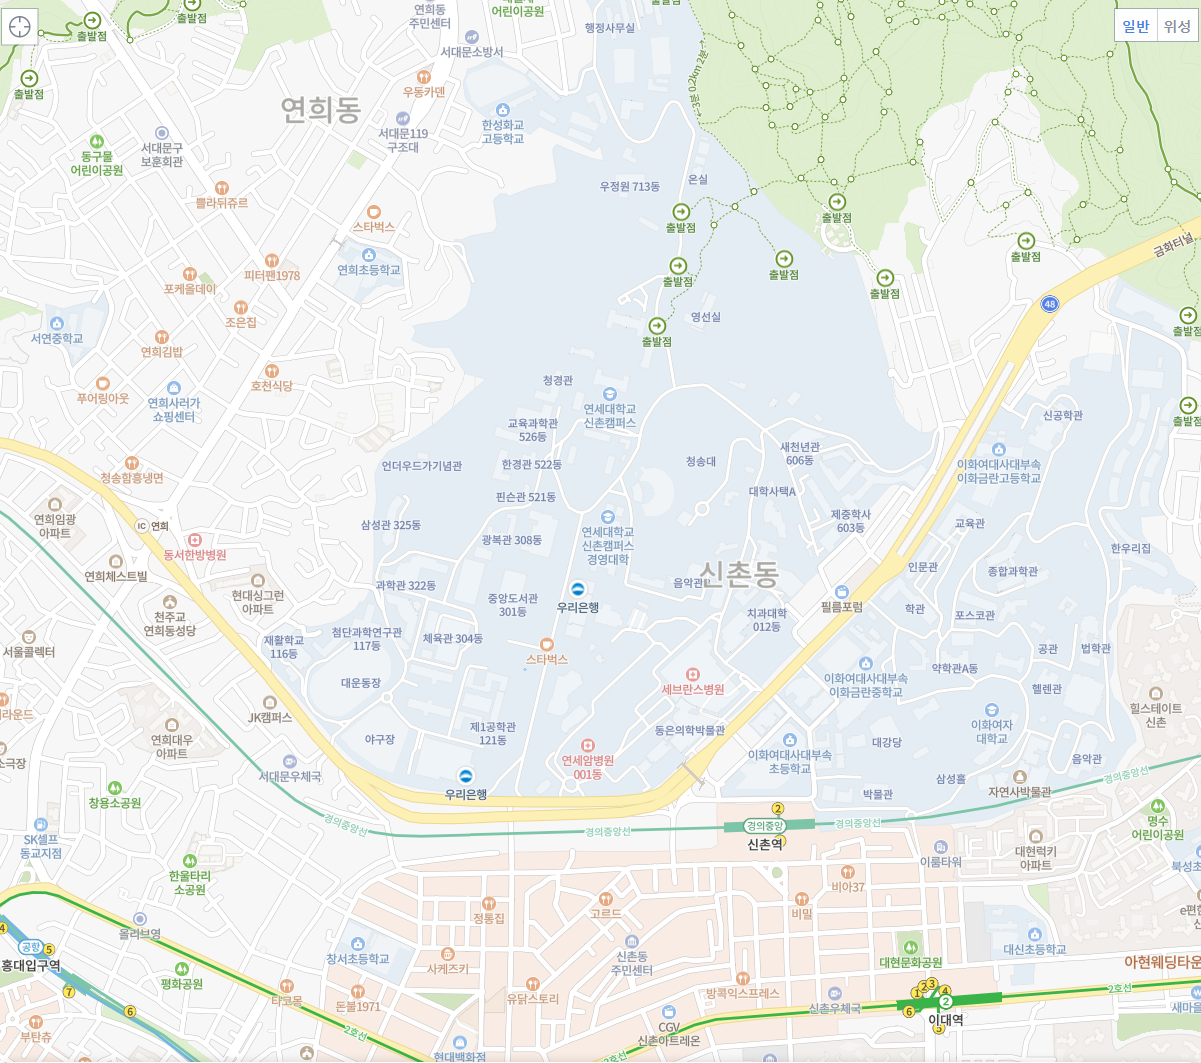 연희동
주민센터
어린이공원
출발점
출발점
출발점
행정사무실
일반
위성
서대문소방서
우동카덴
출발점
3분 0.2km 2분
연희동
한성화교
고등학교
서대문119
구조대
서대문구
보훈회관
동구물
어린이공원
쁠라뒤쥬르
우정원 713동
온실
스타벅스
출발점
출발점
금화터널
피터팬1978
연희초등학교
출발점
출발점
출발점
출발점
포케올데이
조은집
48
영선실
출발점
출발점
서연중학교
연희김밥
호천식당
청경관
푸어링아웃
연희사러가
쇼핑센터
연세대학교
신촌캠퍼스
출발점
신공학관
교육과학관
526동
새천년관
606동
언더우드가기념관
한경관 522동
청송대
이화여대사대부속
이화금란고등학교
청송함흥냉면
핀슨관 521동
대학사택A
연희임광
아파트
IC 연희
삼성관 325동
제중학사
603동
교육관
광복관 308동
연세대학교
신촌캠퍼스
경영대학
한우리집
동서한방병원
연희체스트빌
신촌동
음악관
인문관
종합과학관
현대싱그런
아파트
과학관 322동
우리은행
중앙도서관
301동
필름포럼
천주교
연희동성당
치과대학
012동
학관
포스코관
서울콜렉터
재활학교
116동
첨단과학연구관
117동
체육관 304동
스타벅스
공관
법학관
대운동장
세브란스병원
이화여대사대부속
이화금란중학교
약학관A동
헬렌관
JK캠퍼스
힐스테이트
신촌
연희대우
아파트
야구장
제1공학관
121동
동은의학박물관
이화여자
대학교
대강당
이화여대사대부속
초등학교
음악관
서대문우체국
연세암병원
001동
우리은행
삼성홀
경의중앙선
자연사박물관
박물관
창용소공원
2
명수
어린이공원
경의중앙선
경의중앙선
경의중앙
경의중앙선
신촌역
SK셀프
동교지점
이룸타워
대현럭키
아파트
한울타리
소공원
비아37
정통집
고르드
비밀
올리브영
4
공항
5
홍대입구역
창서초등학교
사케즈키
신촌동
주민센터
대현문화공원
대신초등학교
아현웨딩타운
평화공원
타코몽
돈불1971
유닭스토리
방콕익스프레스
7
6
1
2
3
4
2
6
5
이대역
2호선
신촌우체국
부탄츄
2호선
CGV
신촌아트레온
현대백화점
2호선